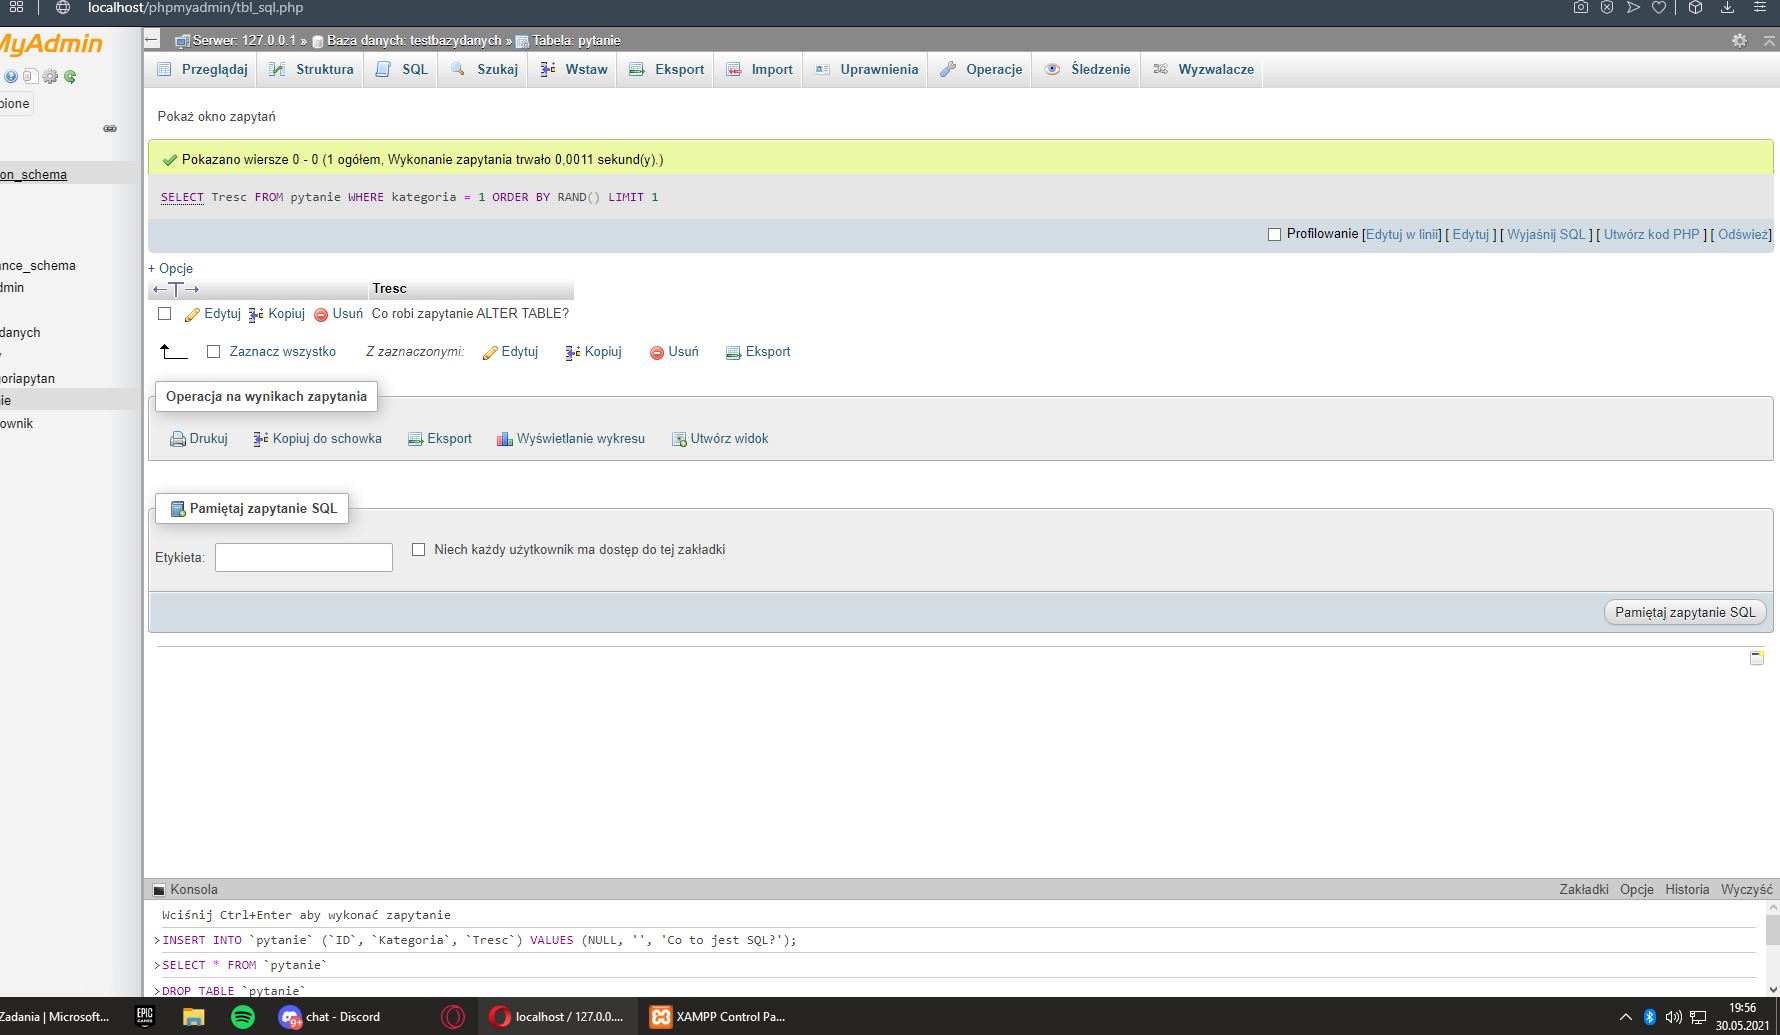 localhost/phpmyadmin/tbl_sql.php
MyAdmin
Serwer: 127.0.0.1 » Baza danych: testbazydanych » Tabela: pytanie
Przeglądaj Struktura SQL Szukaj Wstaw Eksport Import Uprawnienia Operacje Śledzenie Wyzwalacze
pione
Pokaż okno zapytań
Pokazano wiersze 0 - 0 (1 ogółem, Wykonanie zapytania trwało 0,0011 sekund(y).)
on_schema
SELECT Tresc FROM pytanie WHERE kategoria = 1 ORDER BY RAND() LIMIT 1
Profilowanie [Edytuj w linii] [ Edytuj ] [ Wyjaśnij SQL ] [ Utwórz kod PHP ] [ Odśwież]
ance_schema
+ Opcje
dmin
←T→ Tresc
Edytuj Kopiuj Usuń Co robi zapytanie ALTER TABLE?
danych
Zaznacz wszystko Z zaznaczonymi: Edytuj Kopiuj Usuń Eksport
oriapytan
ie
Operacja na wynikach zapytania
ownik
Drukuj Kopiuj do schowka Eksport Wyświetlanie wykresu Utwórz widok
Pamiętaj zapytanie SQL
Etykieta: Niech każdy użytkownik ma dostęp do tej zakładki
Pamiętaj zapytanie SQL
Konsola Zakładki Opcje Historia Wyczyść
Wciśnij Ctrl+Enter aby wykonać zapytanie
>INSERT INTO `pytanie` (`ID`, `Kategoria`, `Tresc`) VALUES (NULL, '', 'Co to jest SQL?');
>SELECT * FROM `pytanie`
>DROP TABLE `pytanie`
Zadania | Microsoft... EPIC GAMES 9+ chat - Discord localhost / 127.0.0.... XAMPP Control Pa...
19:56
30.05.2021